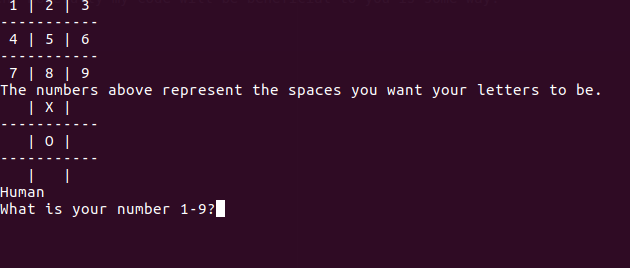 1 | 2 | 3
-----------
4 | 5 | 6
-----------
7 | 8 | 9
The numbers above represent the spaces you want your letters to be.
  | X |
-----------
  | O |
-----------
  |   |
Human
What is your number 1-9?